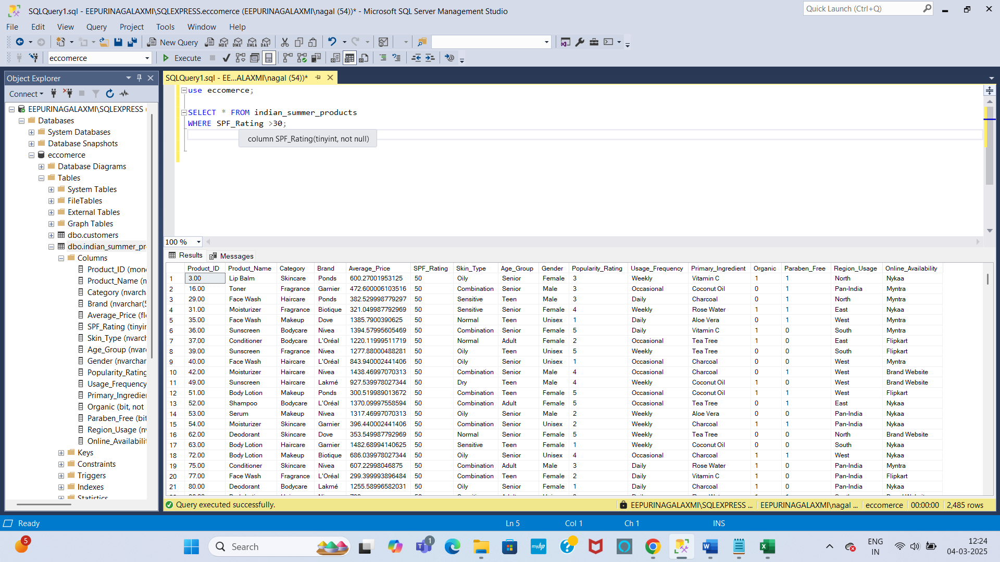 SQLQuery1.sql - EEPURINAGALAXMI\SQLEXPRESS.eccomerce (EEPURINAGALAXMI\nagal (54))* - Microsoft SQL Server Management Studio
Quick Launch (Ctrl+Q)
File Edit View Query Project Tools Window Help
New Query MDX DMX XMLA DAX
eccomerce Execute
Object Explorer
Connect
EEPURINAGALAXMI\SQLEXPRESS (
Databases
System Databases
Database Snapshots
eccomerce
Database Diagrams
Tables
System Tables
FileTables
External Tables
Graph Tables
dbo.customers
dbo.indian_summer_pr
Columns
Product_ID (mon
Product_Name (n
Category (nvarch
Brand (nvarchar(5
Average_Price (fl
SPF_Rating (tinyin
Skin_Type (nvarch
Age_Group (nvar
Gender (nvarchar
Popularity_Rating
Usage_Frequency
Primary_Ingredien
Organic (bit, not
Paraben_Free (bit
Region_Usage (nv
Online_Availabilit
Keys
Constraints
Triggers
Indexes
Statistics
SQLQuery1.sql - EE...ALAXMI\nagal (54))*
use eccomerce;
SELECT * FROM indian_summer_products
WHERE SPF_Rating >30;
column SPF_Rating(tinyint, not null)
100 %
Results Messages
Product_ID Product_Name Category Brand Average_Price SPF_Rating Skin_Type Age_Group Gender Popularity_Rating Usage_Frequency Primary_Ingredient Organic Paraben_Free Region_Usage Online_Availability
1 3.00 Lip Balm Skincare Ponds 600.27001953125 50 Oily Senior Female 3 Weekly Vitamin C 1 1 North Nykaa
2 16.00 Toner Fragrance Garnier 472.600006103516 50 Combination Senior Male 3 Occasional Coconut Oil 0 1 Pan-India Myntra
3 29.00 Face Wash Haircare Ponds 382.529998779297 50 Sensitive Teen Male 3 Daily Charcoal 0 1 North Myntra
4 31.00 Moisturizer Fragrance Biotique 321.049987792969 50 Sensitive Senior Female 4 Weekly Rose Water 1 1 East Nykaa
5 35.00 Face Wash Makeup Dove 1385.7900390625 50 Normal Teen Unisex 1 Daily Aloe Vera 0 1 West Myntra
6 36.00 Sunscreen Bodycare Nivea 1394.57995605469 50 Combination Senior Female 5 Daily Vitamin C 1 0 South Myntra
7 37.00 Conditioner Bodycare L'Oréal 1220.11999511719 50 Normal Adult Female 2 Occasional Tea Tree 1 0 East Flipkart
8 39.00 Sunscreen Fragrance Nivea 1277.88000488281 50 Oily Teen Unisex 5 Weekly Tea Tree 0 0 South Flipkart
9 40.00 Face Wash Haircare L'Oréal 843.940002441406 50 Oily Senior Unisex 1 Occasional Charcoal 0 0 West Myntra
10 42.00 Moisturizer Haircare Nivea 1438.46997070313 50 Combination Senior Male 4 Occasional Charcoal 0 1 West Brand Website
11 49.00 Sunscreen Haircare Lakmé 927.539978027344 50 Dry Teen Male 4 Weekly Coconut Oil 1 0 West Brand Website
12 51.00 Body Lotion Makeup Ponds 300.519989013672 50 Combination Teen Female 5 Occasional Coconut Oil 1 1 West Flipkart
13 52.00 Shampoo Bodycare L'Oréal 1370.09997558594 50 Combination Adult Female 5 Occasional Tea Tree 0 1 East Nykaa
14 53.00 Serum Makeup Nivea 1317.46997070313 50 Oily Senior Male 2 Weekly Aloe Vera 0 0 Pan-India Nykaa
15 54.00 Moisturizer Skincare Garnier 396.440002441406 50 Combination Senior Unisex 2 Weekly Charcoal 1 1 Pan-India Nykaa
16 62.00 Deodorant Skincare Dove 353.549987792969 50 Normal Senior Female 5 Weekly Tea Tree 0 0 North Brand Website
17 63.00 Body Lotion Haircare Garnier 1482.68994140625 50 Sensitive Teen Female 1 Weekly Coconut Oil 0 0 South Nykaa
18 72.00 Body Lotion Makeup Biotique 686.039978027344 50 Oily Senior Unisex 4 Occasional Charcoal 1 1 West Nykaa
19 75.00 Conditioner Skincare Nivea 607.22998046875 50 Combination Adult Male 3 Daily Rose Water 1 0 Pan-India Myntra
20 77.00 Face Wash Fragrance L'Oréal 299.399993896484 50 Combination Teen Female 2 Daily Vitamin C 1 0 Pan-India Flipkart
21 80.00 Deodorant Bodycare Lakmé 1255.58996582031 50 Oily Senior Female 1 Daily Charcoal 1 0 Pan-India Nykaa
Query executed successfully.
EEPURINAGALAXMI\SQLEXPRESS ... EEPURINAGALAXMI\nagal ... eccomerce 00:00:00 2,485 rows
Ready Ln 5 Col 1 Ch 1 INS
5 Search 1 myhp ENG
IN
12:24
04-03-2025